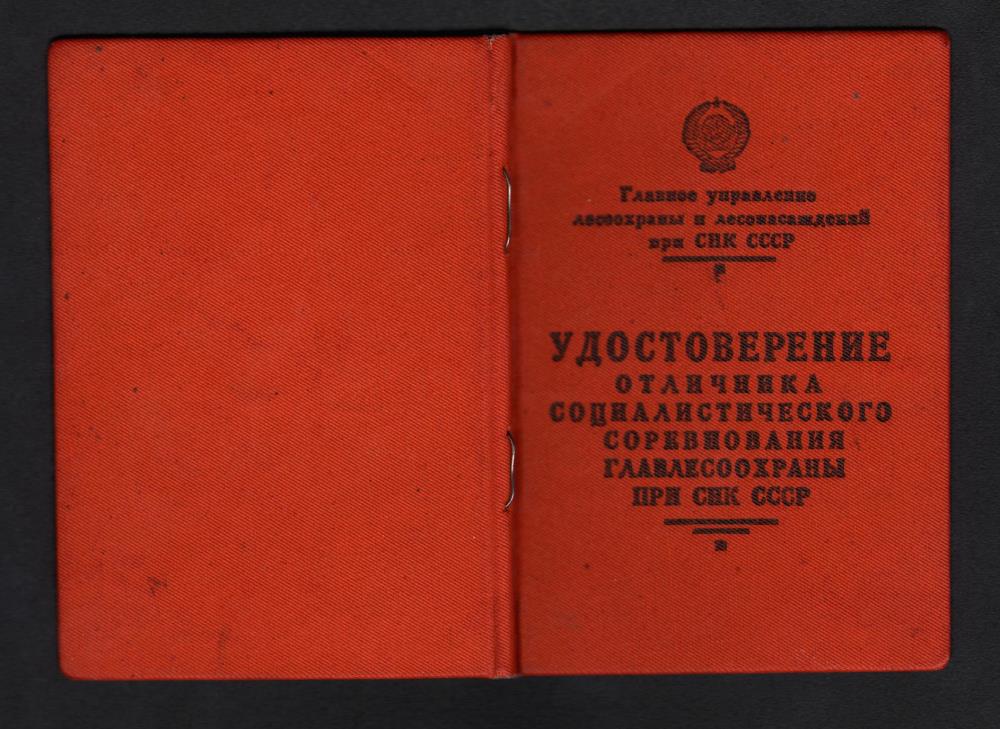 Главное управление
лесоохраны и лесонасаждений
при СНК СССР
УДОСТОВЕРЕНИЕ
ОТЛИЧНИКА
СОЦИАЛИСТИЧЕСКОГО
СОРЕВНОВАНИЯ
ГЛАВЛЕСООХРАНЫ
ПРИ СНК СССР